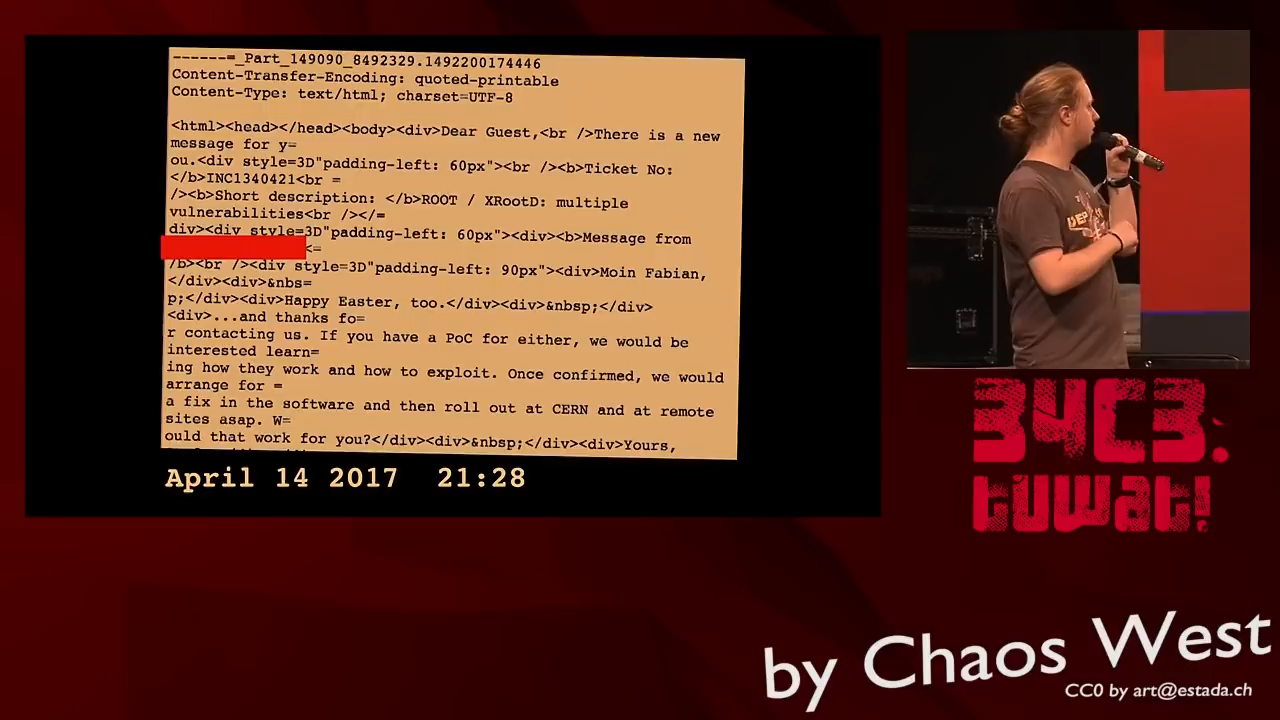 ------=_Part_149090_8492329.1492200174446
Content-Transfer-Encoding: quoted-printable
Content-Type: text/html; charset=UTF-8
<html><head></head><body><div>Dear Guest,<br />There is a new
message for y=
ou.<div style=3D"padding-left: 60px"><br /><b>Ticket No:
</b>INC1340421<br =
/><b>Short description: </b>ROOT / XRootD: multiple
vulnerabilities<br /></=
div><div style=3D"padding-left: 60px"><div><b>Message from
<=
/b><br /><div style=3D"padding-left: 90px"><div>Moin Fabian,
</div><div>&nbs=
p;</div><div>Happy Easter, too.</div><div>&nbsp;</div>
<div>...and thanks fo=
r contacting us. If you have a PoC for either, we would be
interested learn=
ing how they work and how to exploit. Once confirmed, we would
arrange for =
a fix in the software and then roll out at CERN and at remote
sites asap. W=
ould that work for you?</div><div>&nbsp;</div><div>Yours,
April 14 2017 21:28
34C3:
tuwat!
by Chaos West
CC0 by art@estada.ch